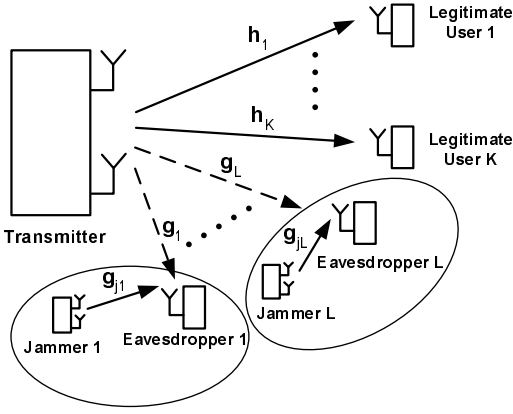 Legitimate
User 1
h1
hK
Legitimate
User K
gL
g1
Transmitter
gjL
Eavesdropper L
Jammer L
gj1
Eavesdropper 1
Jammer 1